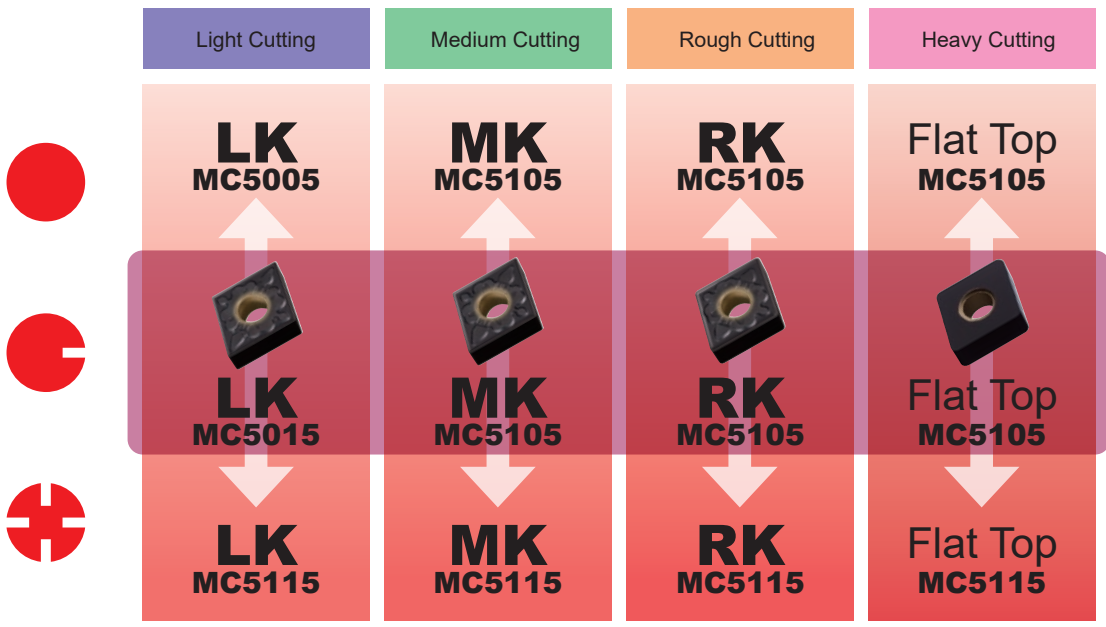 Light Cutting
Medium Cutting
Rough Cutting
Heavy Cutting
LK
MC5005
MK
MC5105
RK
MC5105
Flat Top
MC5105
LK
MC5015
MK
MC5105
RK
MC5105
Flat Top
MC5105
LK
MC5115
MK
MC5115
RK
MC5115
Flat Top
MC5115